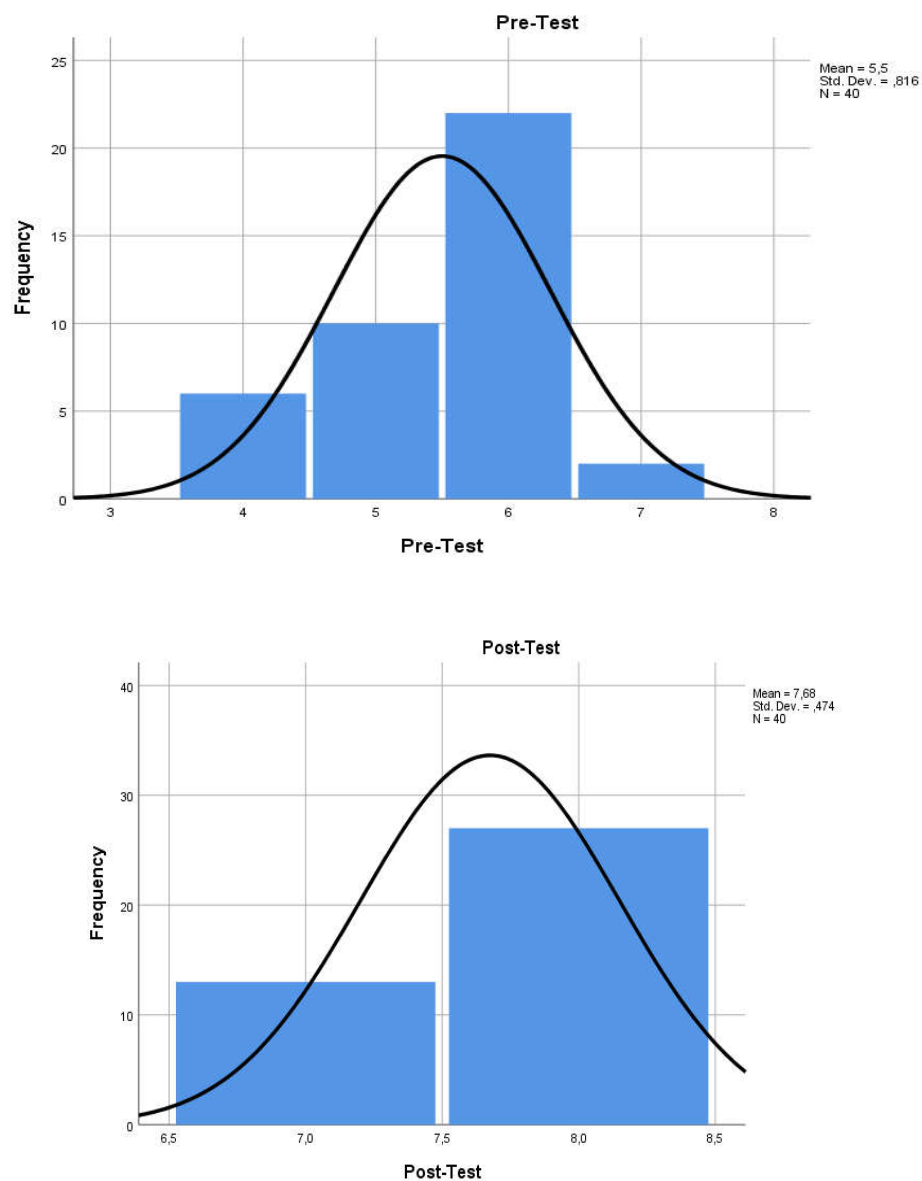 Pre-Test
Mean = 5,5
Std. Dev. = ,816
N = 40
25
20
15
10
5
0
Frequency
3 4 5 6 7 8
Pre-Test
Post-Test
Mean = 7,68
Std. Dev. = ,474
N = 40
40
30
20
10
0
Frequency
6,5 7,0 7,5 8,0 8,5
Post-Test